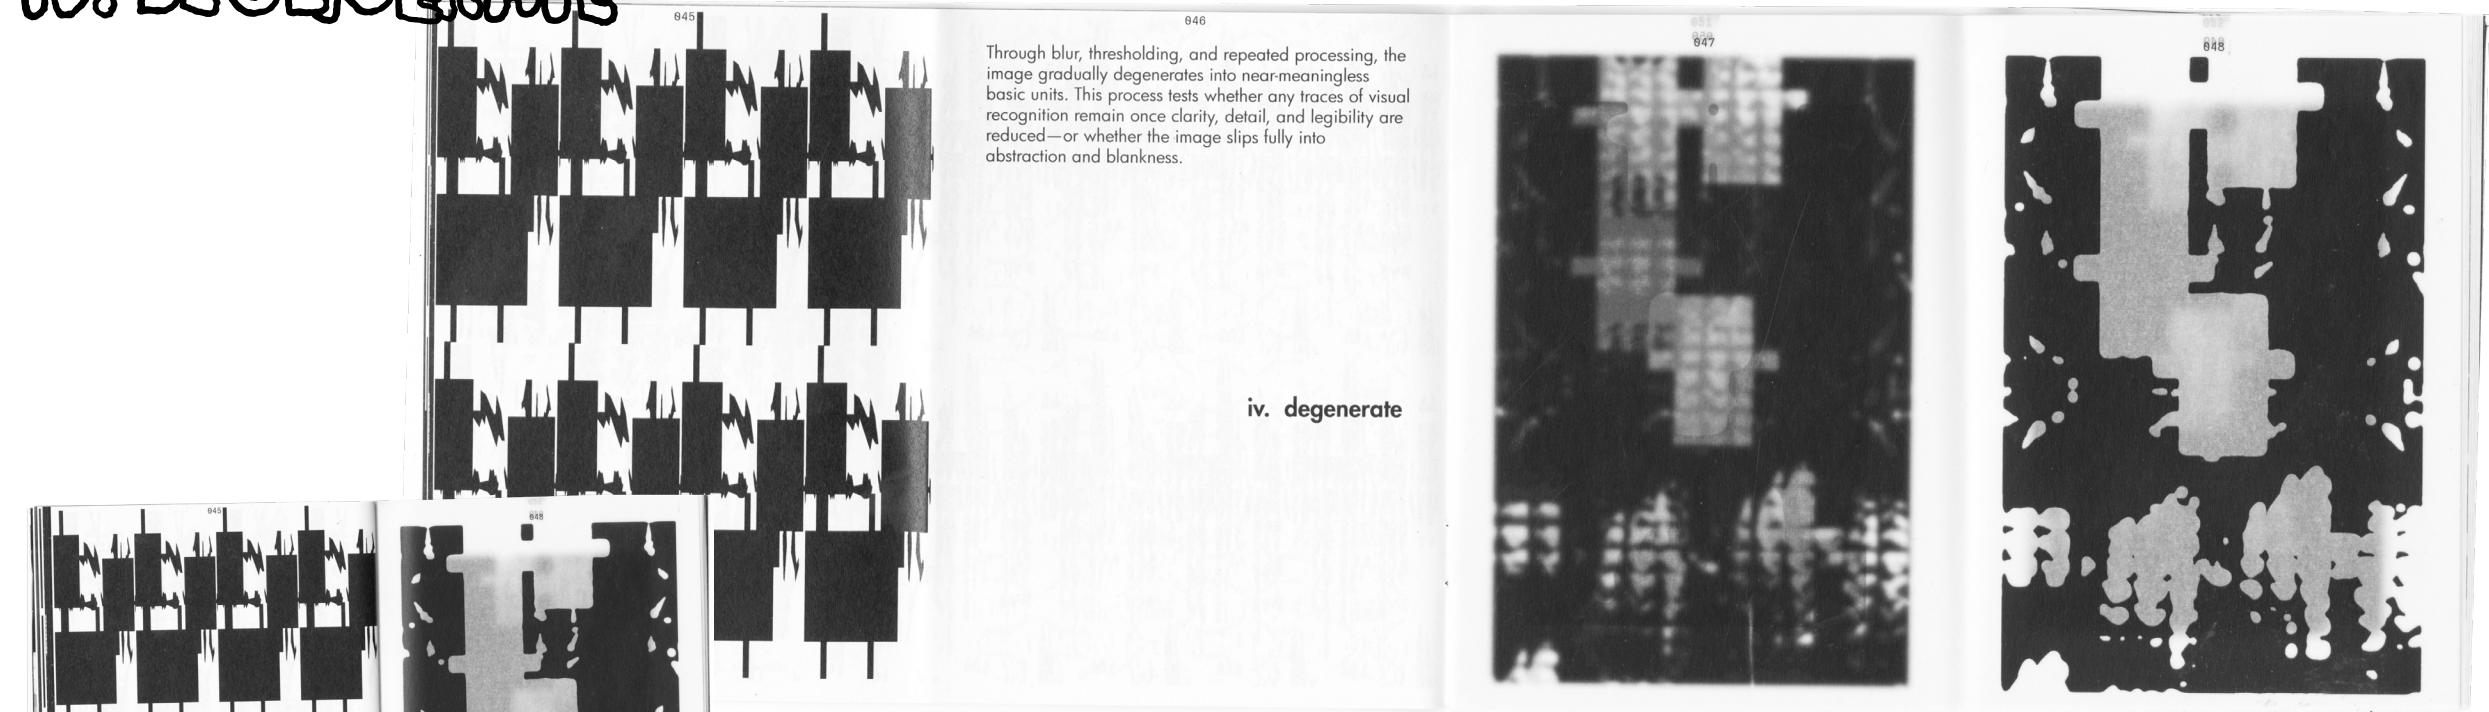 045
046
Through blur, thresholding, and repeated processing, the
image gradually degenerates into near-meaningless
basic units. This process tests whether any traces of visual
recognition remain once clarity, detail, and legibility are
reduced—or whether the image slips fully into
abstraction and blankness.
iv. degenerate
047
048
045
048